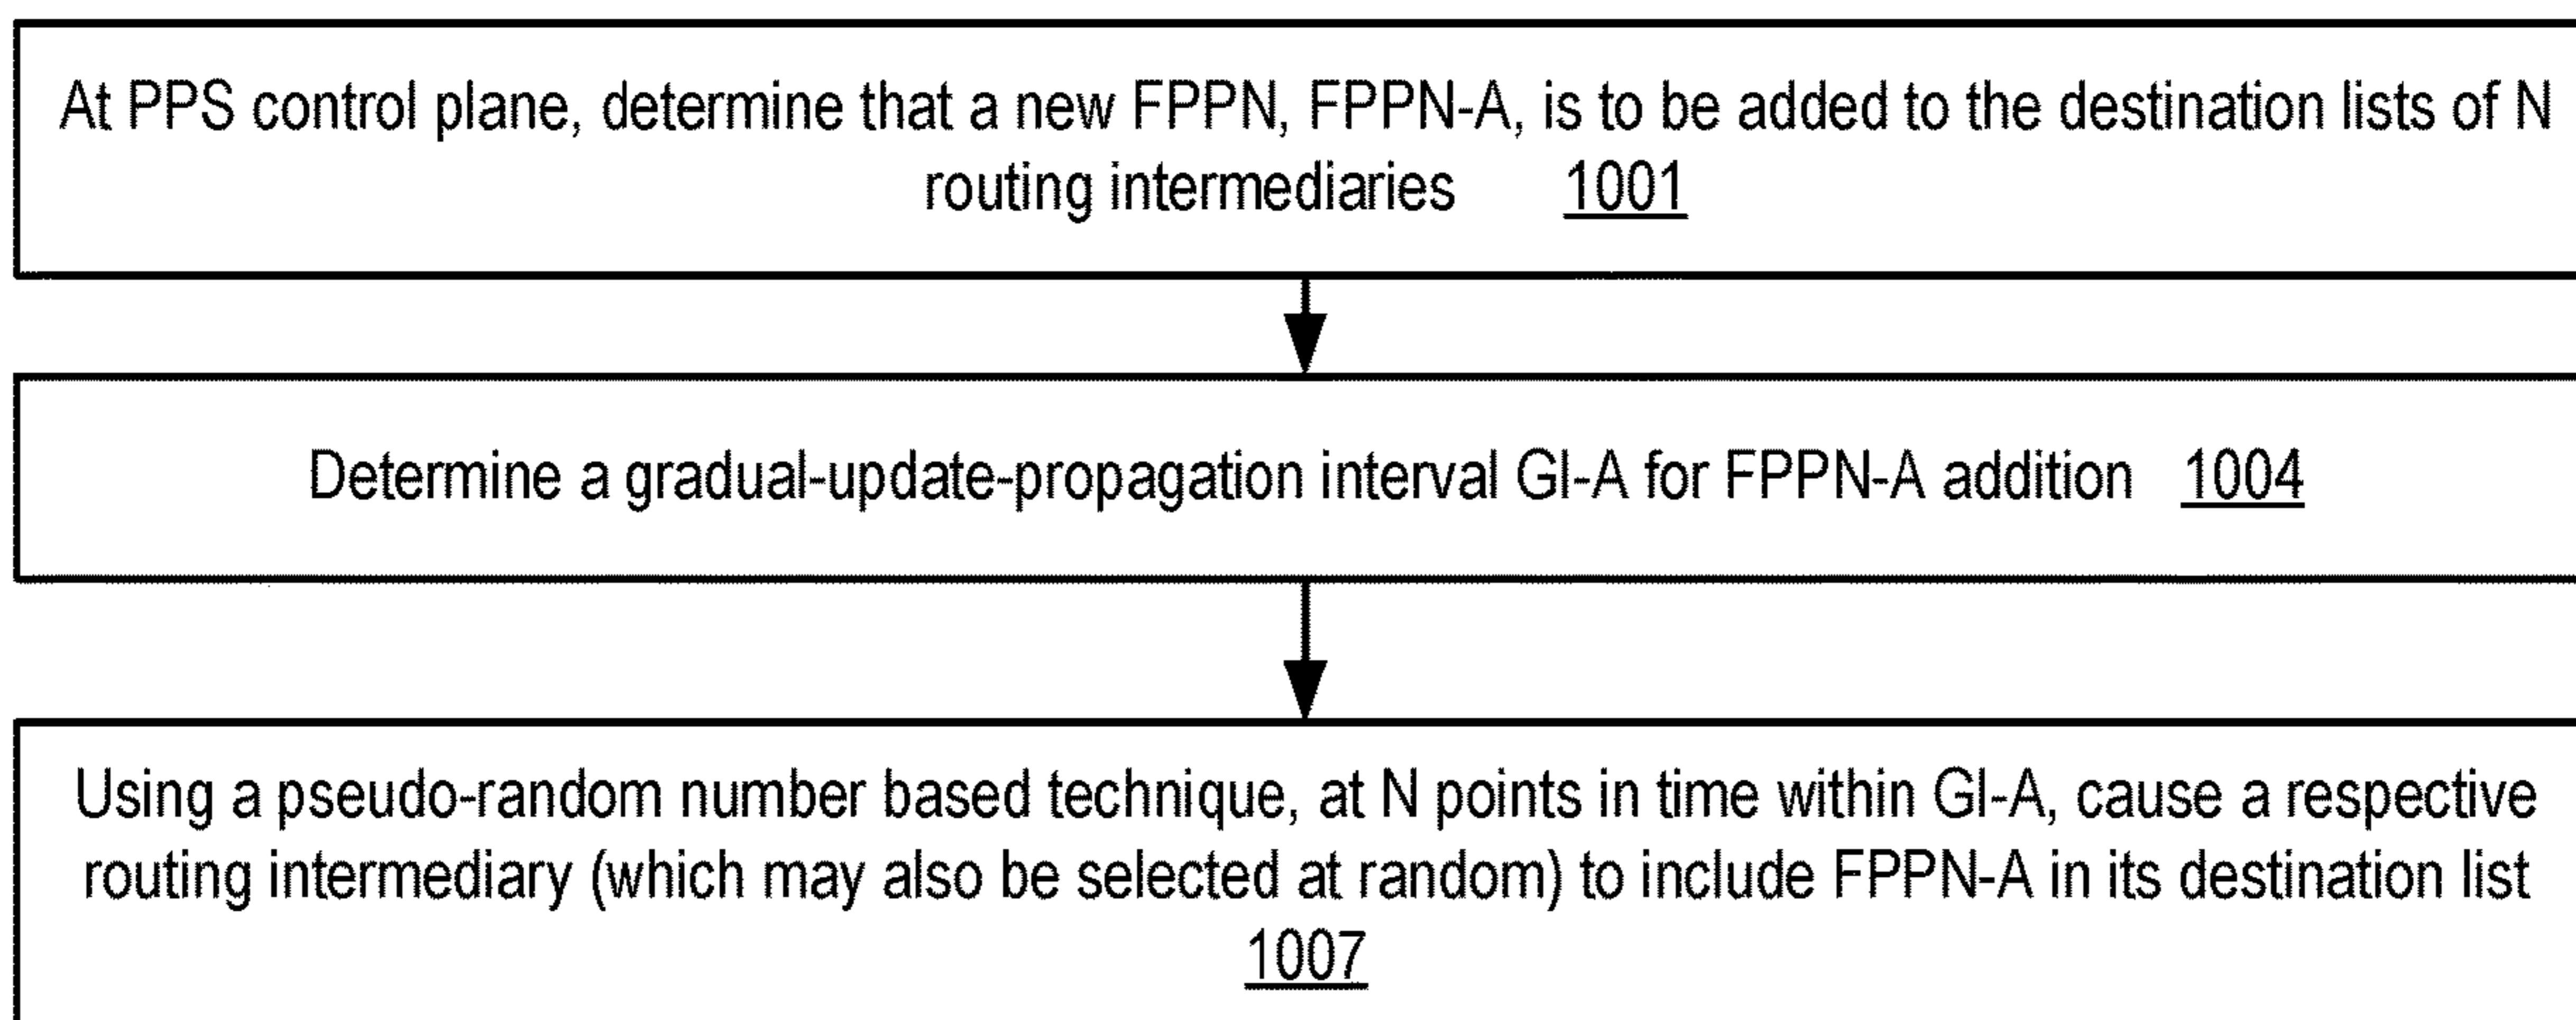 At PPS control plane, determine that a new FPPN, FPPN-A, is to be added to the destination lists of N
routing intermediaries 1001
Determine a gradual-update-propagation interval GI-A for FPPN-A addition 1004
Using a pseudo-random number based technique, at N points in time within GI-A, cause a respective
routing intermediary (which may also be selected at random) to include FPPN-A in its destination list
1007